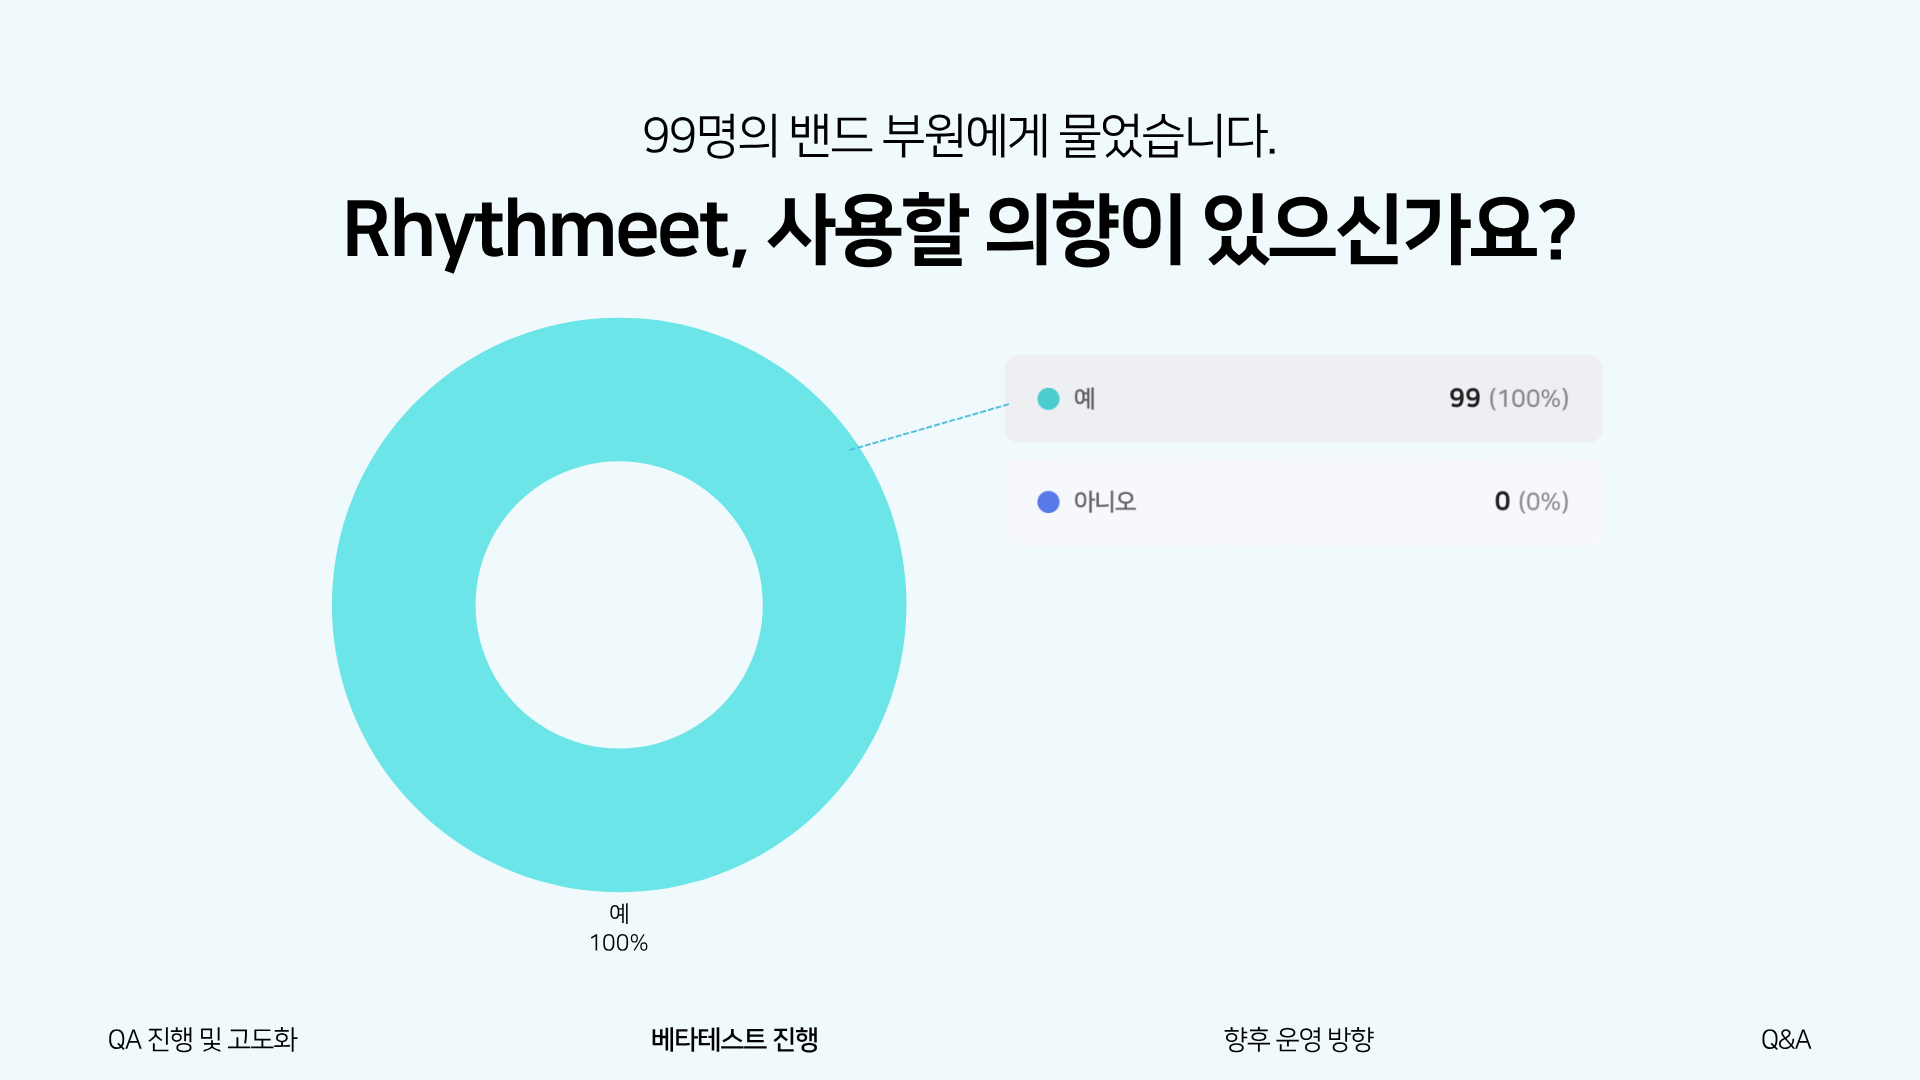 99명의 밴드 부원에게 물었습니다.
Rhythmeet, 사용할 의향이 있으신가요?
예 99 (100%)
아니오 0 (0%)
예
100%
QA 진행 및 고도화 베타테스트 진행 향후 운영 방향 Q&A